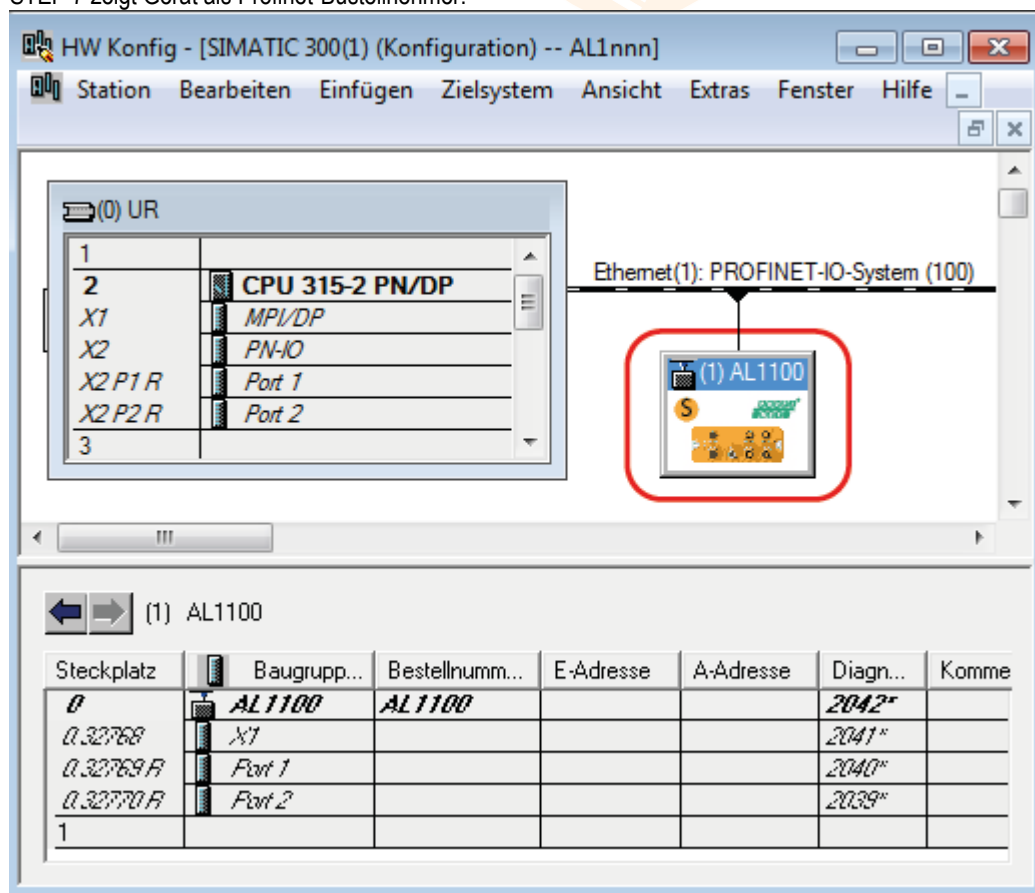 STEP 7 zeigt Gerät als Profinet-Busteilnehmer:
HW Konfig - [SIMATIC 300(1) (Konfiguration) -- AL1nnn]
Station Bearbeiten Einfügen Zielsystem Ansicht Extras Fenster Hilfe
(0) UR
1
2 CPU 315-2 PN/DP
X1 MPI/DP
X2 PN-IO
X2 P1 R Port 1
X2 P2 R Port 2
3
Ethernet(1): PROFINET-IO-System (100)
(1) AL1100
S
(1) AL1100
Steckplatz Baugrupp... Bestellnumm... E-Adresse A-Adresse Diagn... Komme
0 AL1100 AL1100 2042*
0.32768 X1 2041*
0.32769 R Port 1 2040*
0.32770 R Port 2 2039*
1